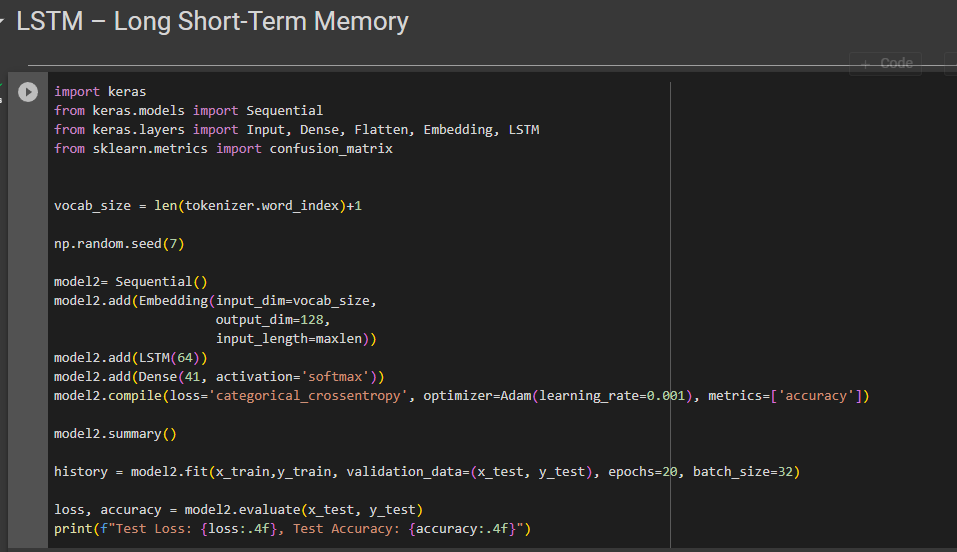 LSTM – Long Short-Term Memory
+ Code
import keras
from keras.models import Sequential
from keras.layers import Input, Dense, Flatten, Embedding, LSTM
from sklearn.metrics import confusion_matrix
vocab_size = len(tokenizer.word_index)+1
np.random.seed(7)
model2= Sequential()
model2.add(Embedding(input_dim=vocab_size,
output_dim=128,
input_length=maxlen))
model2.add(LSTM(64))
model2.add(Dense(41, activation='softmax'))
model2.compile(loss='categorical_crossentropy', optimizer=Adam(learning_rate=0.001), metrics=['accuracy'])
model2.summary()
history = model2.fit(x_train,y_train, validation_data=(x_test, y_test), epochs=20, batch_size=32)
loss, accuracy = model2.evaluate(x_test, y_test)
print(f"Test Loss: {loss:.4f}, Test Accuracy: {accuracy:.4f}")